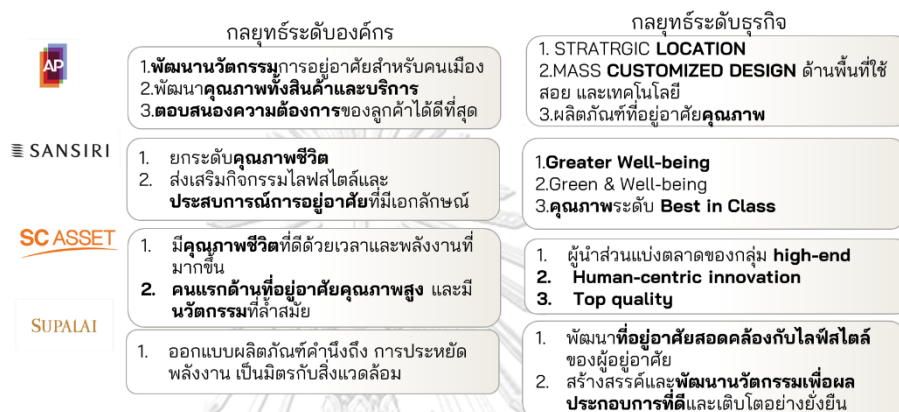 กลยุทธ์ระดับองค์กร
กลยุทธ์ระดับธุรกิจ
AP
1.พัฒนานวัตกรรมการอยู่อาศัยสำหรับคนเมือง
2.พัฒนาคุณภาพทั้งสินค้าและบริการ
3.ตอบสนองความต้องการของลูกค้าได้ดีที่สุด
1. STRATRGIC LOCATION
2.MASS CUSTOMIZED DESIGN ด้านพื้นที่ใช้
สอย และเทคโนโลยี
3.ผลิตภัณฑ์ที่อยู่อาศัยคุณภาพ
SANSIRI
1. ยกระดับคุณภาพชีวิต
2. ส่งเสริมกิจกรรมไลฟสไตล์และ
ประสบการณ์การอยู่อาศัยที่มีเอกลักษณ์
1.Greater Well-being
2.Green & Well-being
3.คุณภาพระดับ Best in Class
SC ASSET
1. มีคุณภาพชีวิตที่ดีด้วยเวลาและพลังงานที่
มากขึ้น
2. คนแรกด้านที่อยู่อาศัยคุณภาพสูง และมี
นวัตกรรมที่ล้ำสมัย
1. ผู้นำส่วนแบ่งตลาดของกลุ่ม high-end
2. Human-centric innovation
3. Top quality
SUPALAI
1. ออกแบบผลิตภัณฑ์คำนึงถึง การประหยัด
พลังงาน เป็นมิตรกับสิ่งแวดล้อม
1. พัฒนาที่อยู่อาศัยสอดคล้องกับไลฟ์สไตล์
ของผู้อยู่อาศัย
2. สร้างสรรค์และพัฒนานวัตกรรมเพื่อผล
ประกอบการที่ดีและเติบโตอย่างยั่งยืน